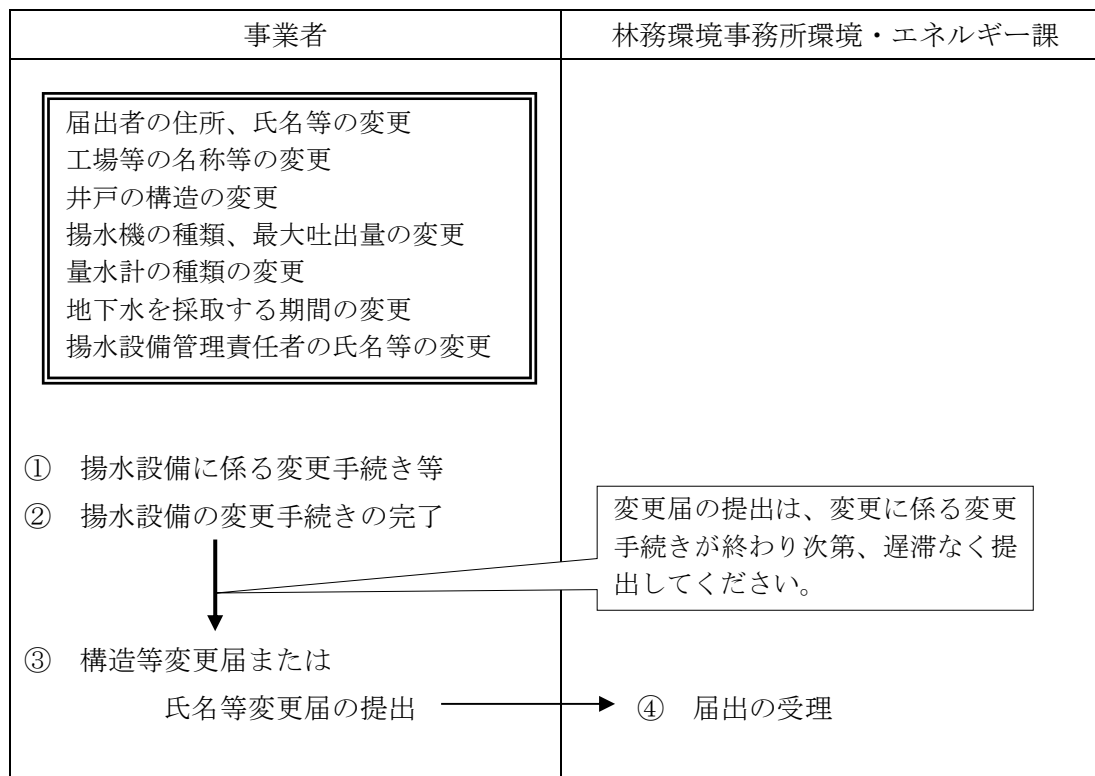 事業者
林務環境事務所環境・エネルギー課
届出者の住所、氏名等の変更
工場等の名称等の変更
井戸の構造の変更
揚水機の種類、最大吐出量の変更
量水計の種類の変更
地下水を採取する期間の変更
揚水設備管理責任者の氏名等の変更
① 揚水設備に係る変更手続き等
② 揚水設備の変更手続きの完了
変更届の提出は、変更に係る変更
手続きが終わり次第、遅滞なく提
出してください。
③ 構造等変更届または
氏名等変更届の提出
④ 届出の受理